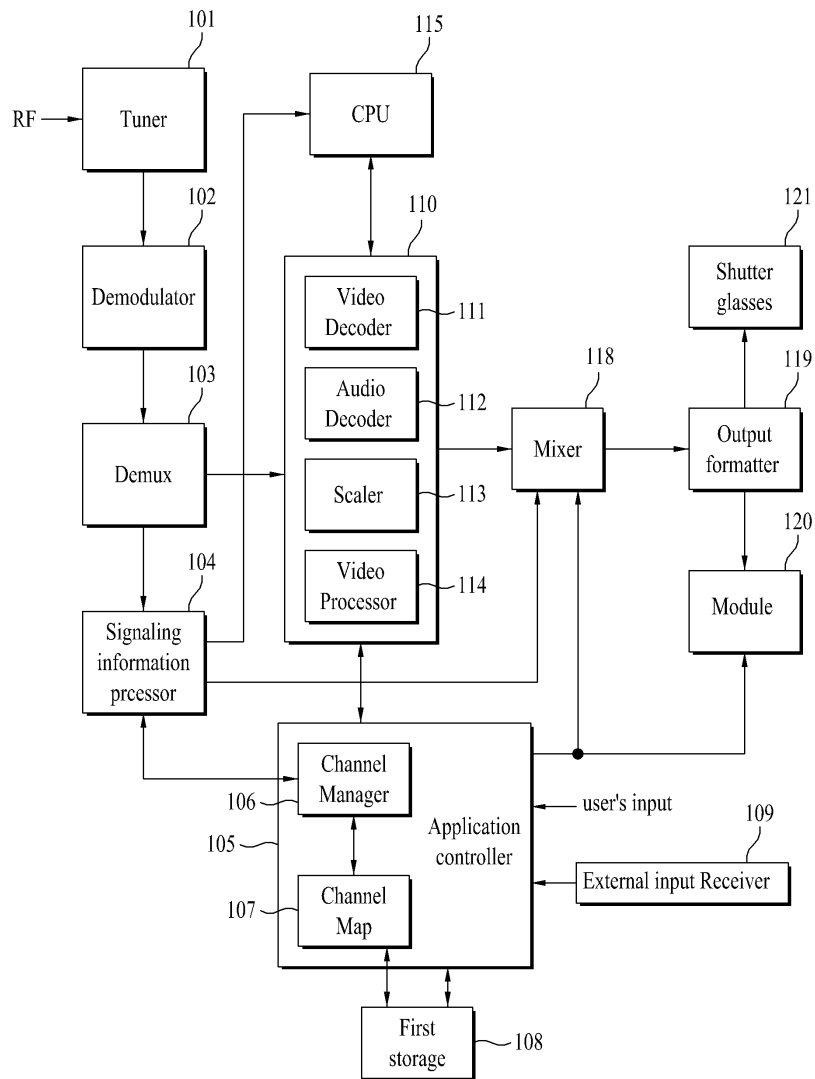 101
115
RF
Tuner
CPU
102
110
121
Demodulator
Video
Decoder
111
Shutter
glasses
103
Audio
Decoder
112
118
119
Demux
Scaler
113
Mixer
Output
formatter
104
Video
Processor
114
120
Signaling
information
prcessor
Module
Channel
Manager
106
105
Application
controller
user's input
109
External input Receiver
Channel
Map
107
First
storage
108